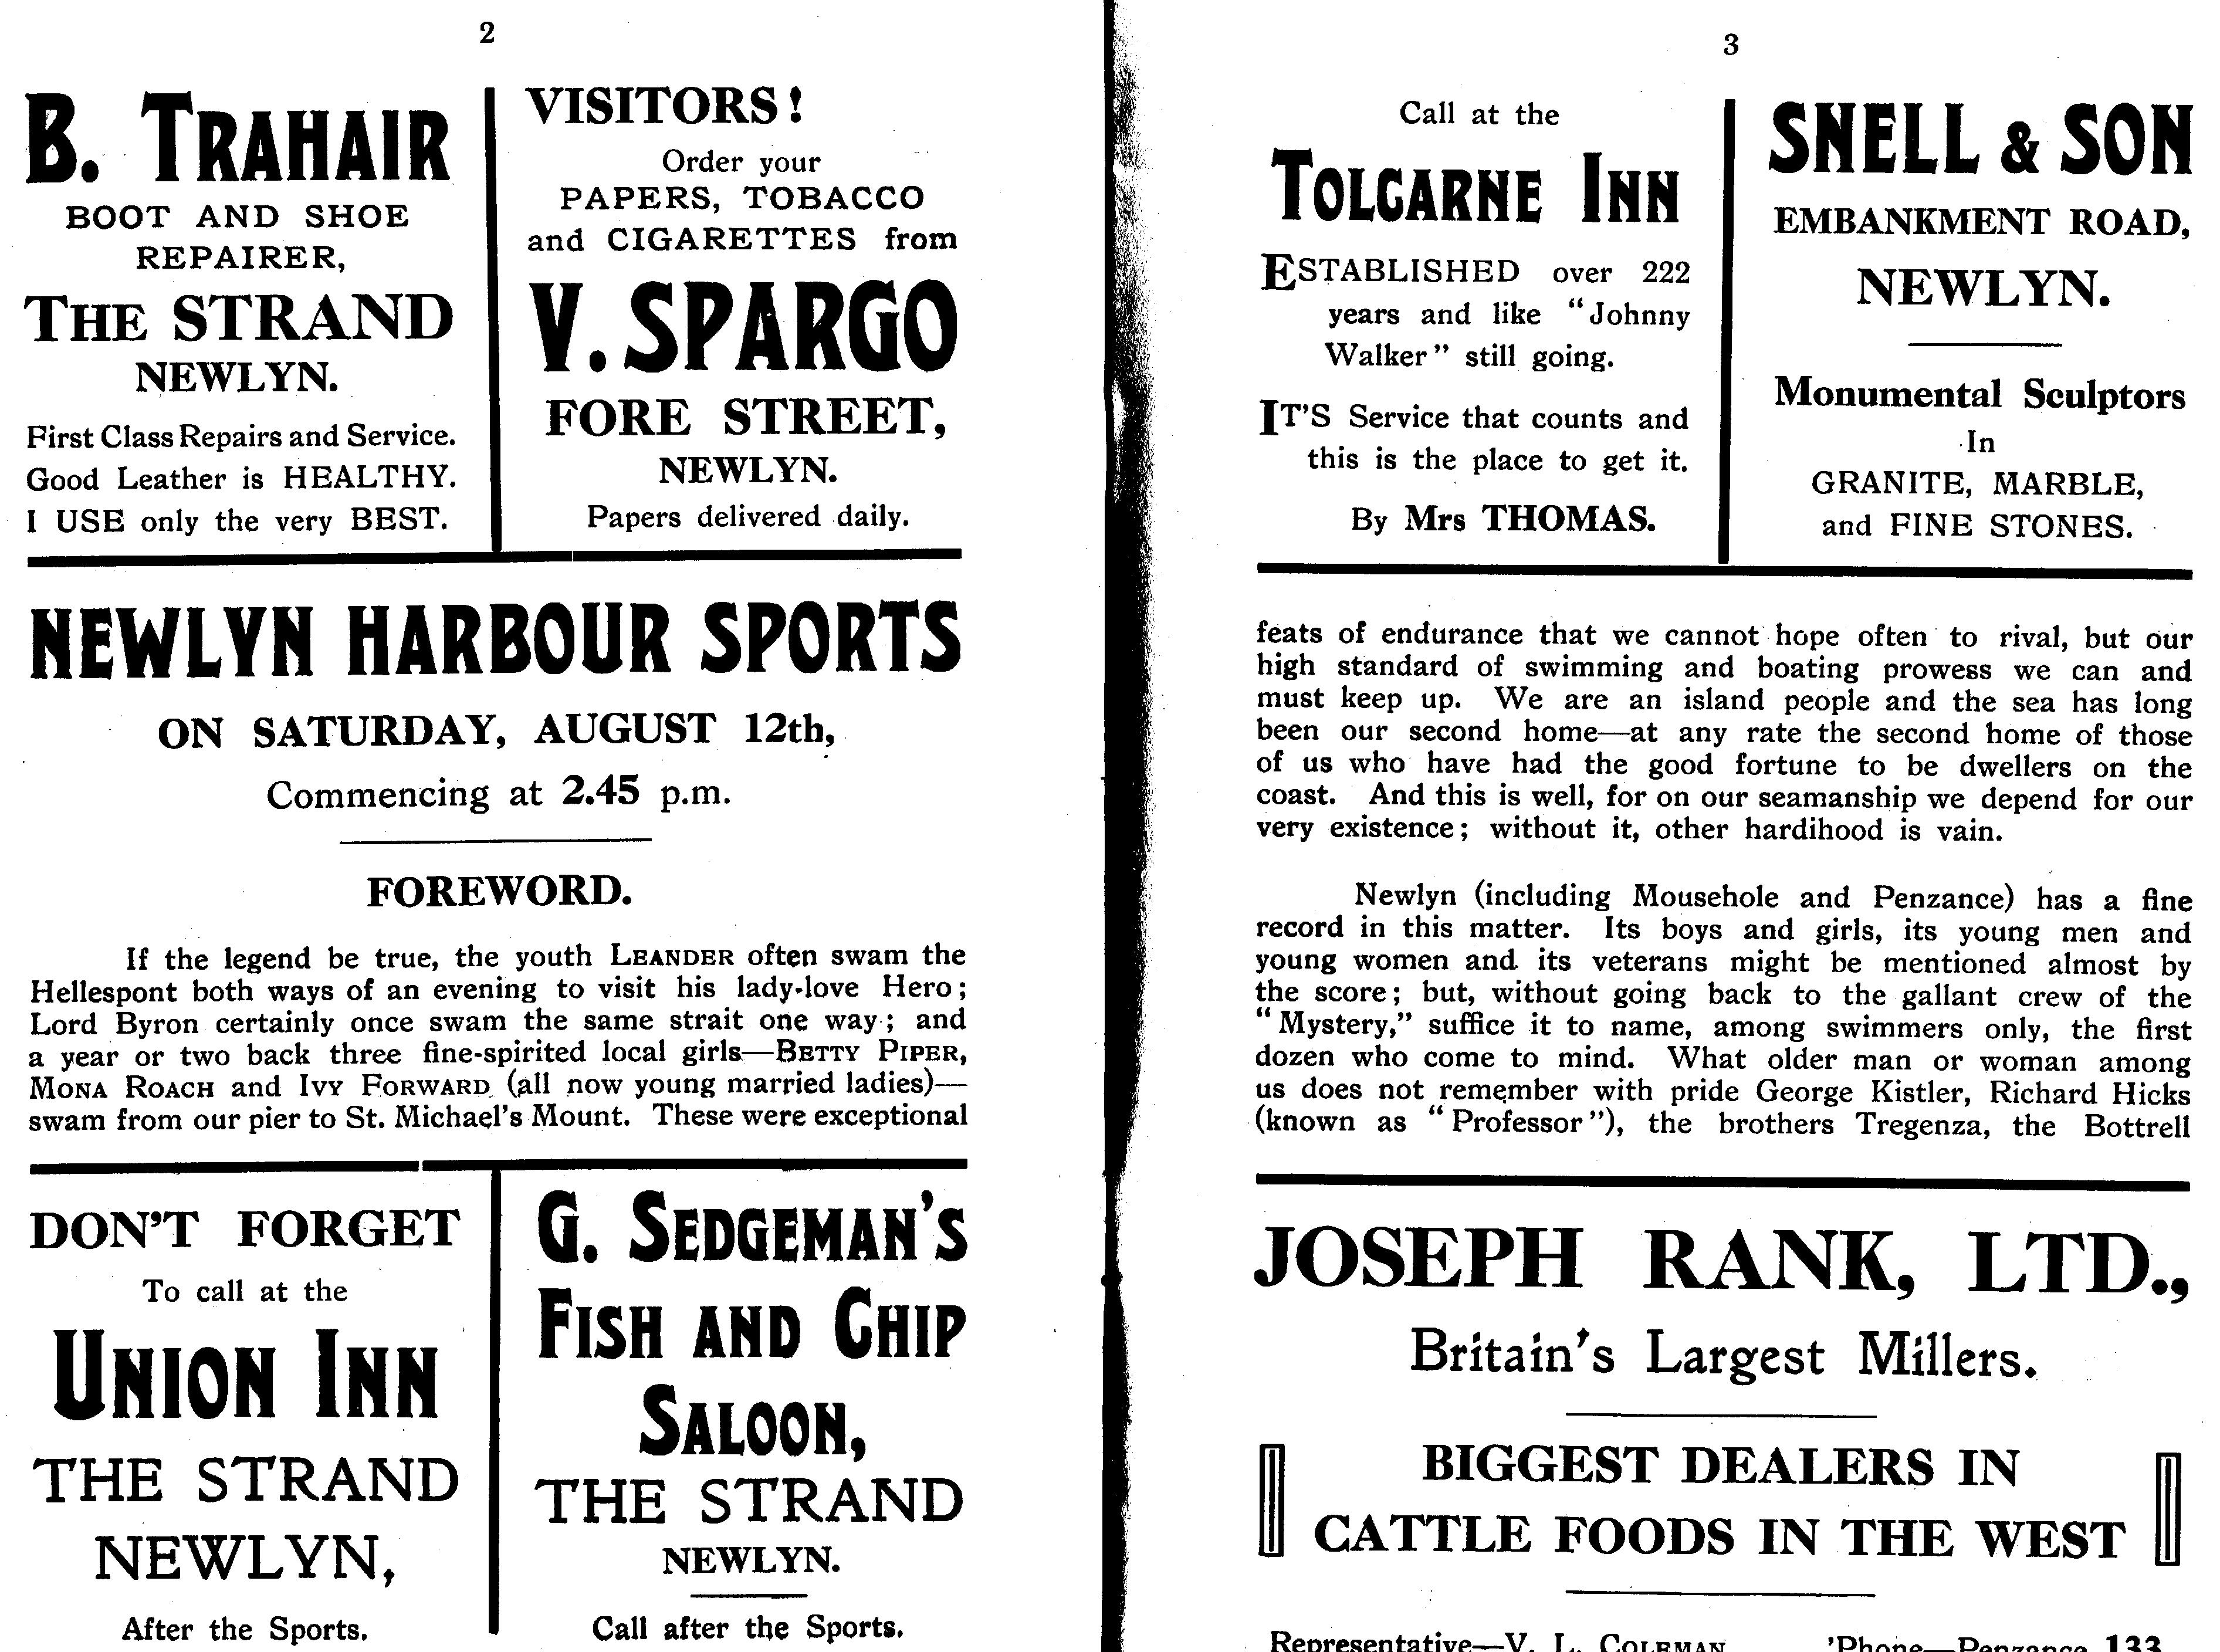 2
B. TRAHAIR
BOOT AND SHOE
REPAIRER,
THE STRAND
NEWLYN.
First Class Repairs and Service.
Good Leather is HEALTHY.
I USE only the very BEST.
VISITORS!
Order your
PAPERS, TOBACCO
and CIGARETTES from
V. SPARGO
FORE STREET,
NEWLYN.
Papers delivered daily.
NEWLYN HARBOUR SPORTS
ON SATURDAY, AUGUST 12th,
Commencing at 2.45 p.m.
FOREWORD.
If the legend be true, the youth LEANDER often swam the
Hellespont both ways of an evening to visit his lady-love Hero;
Lord Byron certainly once swam the same strait one way; and
a year or two back three fine-spirited local girls—BETTY PIPER,
MONA ROACH and IVY FORWARD (all now young married ladies)—
swam from our pier to St. Michael's Mount. These were exceptional
DON'T FORGET
To call at the
UNION INN
THE STRAND
NEWLYN,
After the Sports.
G. SEDGEMAN'S
FISH AND CHIP
SALOON,
THE STRAND
NEWLYN.
Call after the Sports.
3
Call at the
TOLCARNE INN
ESTABLISHED over 222
years and like "Johnny
Walker" still going.
IT'S Service that counts and
this is the place to get it.
By Mrs THOMAS.
SNELL & SON
EMBANKMENT ROAD,
NEWLYN.
Monumental Sculptors
In
GRANITE, MARBLE,
and FINE STONES.
feats of endurance that we cannot hope often to rival, but our
high standard of swimming and boating prowess we can and
must keep up. We are an island people and the sea has long
been our second home—at any rate the second home of those
of us who have had the good fortune to be dwellers on the
coast. And this is well, for on our seamanship we depend for our
very existence; without it, other hardihood is vain.
Newlyn (including Mousehole and Penzance) has a fine
record in this matter. Its boys and girls, its young men and
young women and its veterans might be mentioned almost by
the score; but, without going back to the gallant crew of the
"Mystery," suffice it to name, among swimmers only, the first
dozen who come to mind. What older man or woman among
us does not remember with pride George Kistler, Richard Hicks
(known as "Professor"), the brothers Tregenza, the Bottrell
JOSEPH RANK, LTD.,
Britain's Largest Millers.
BIGGEST DEALERS IN
CATTLE FOODS IN THE WEST
Representative—V. L. COLEMAN 'Phone—Penzance 133